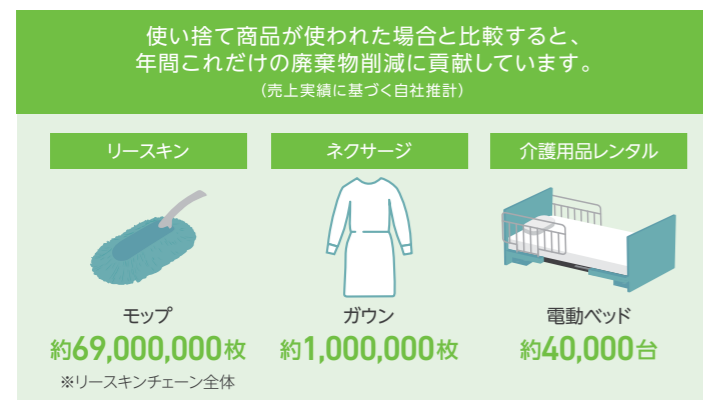 使い捨て商品が使われた場合と比較すると、
年間これだけの廃棄物削減に貢献しています。
（売上実績に基づく自社推計）
リースキン
ネクサージ
介護用品レンタル
モップ
ガウン
電動ベッド
約69,000,000枚
約1,000,000枚
約40,000台
※リースキンチェーン全体